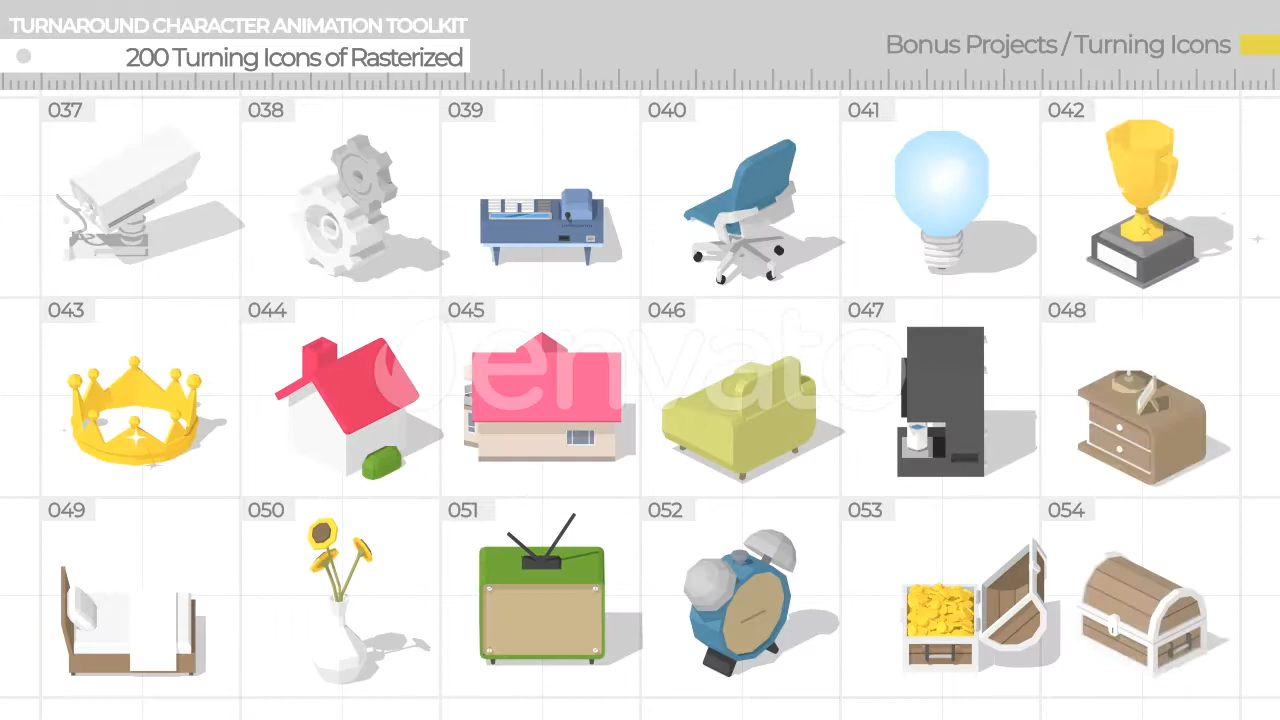 TURNAROUND CHARACTER ANIMATION TOOLKIT
200 Turning Icons of Rasterized
Bonus Projects / Turning Icons
037 038 039 040 041 042
043 044 045 046 047 048
envato
049 050 051 052 053 054